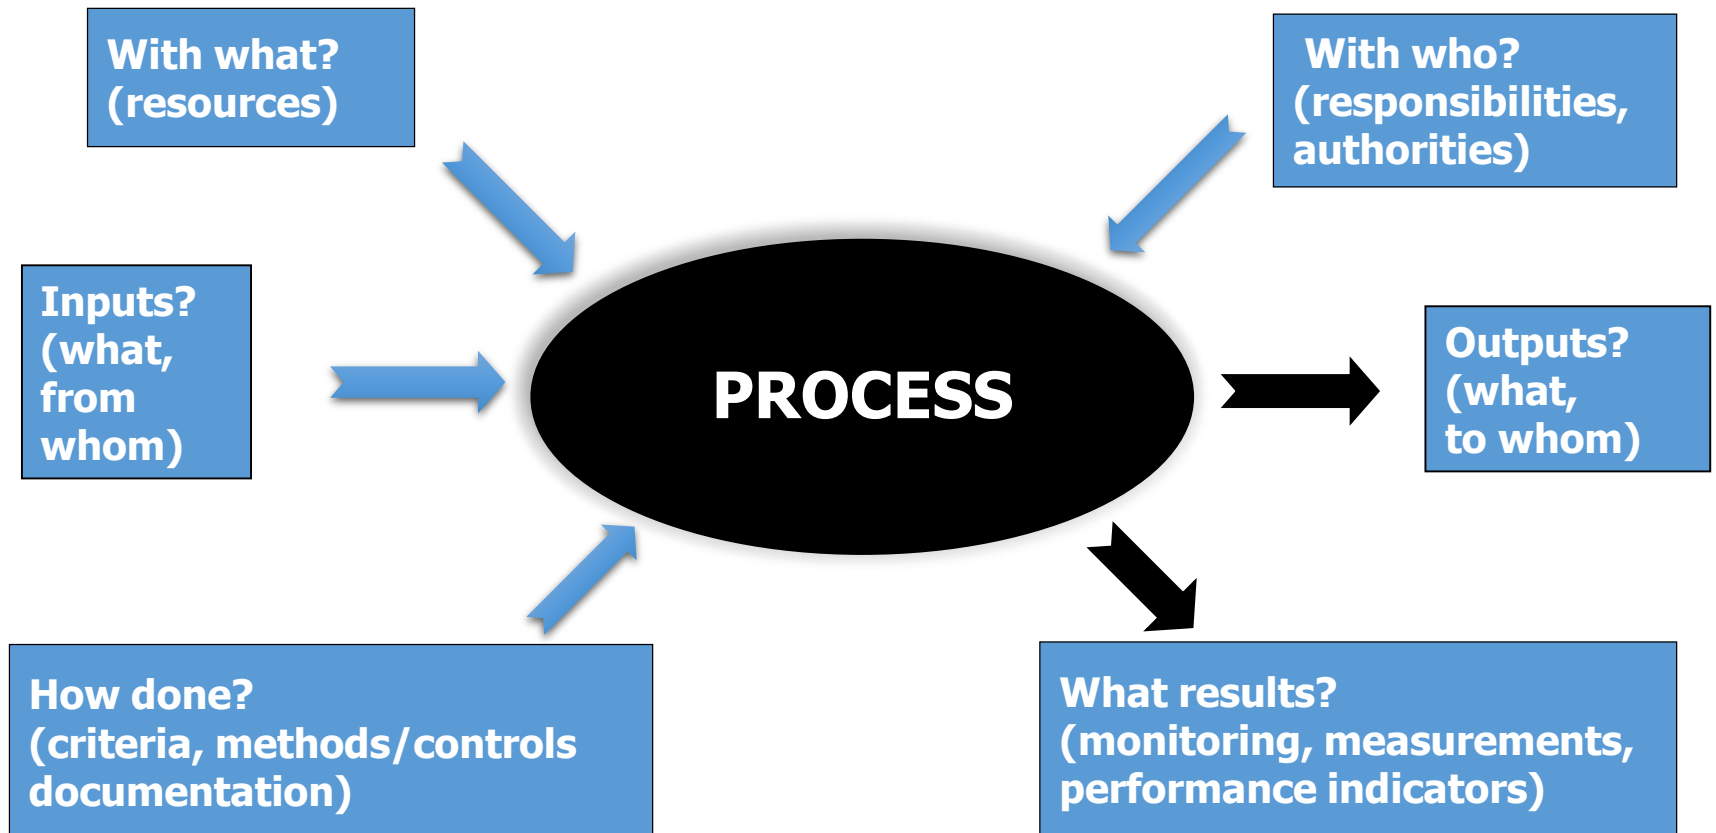 With what?
(resources)
With who?
(responsibilities,
authorities)
Inputs?
(what,
from
whom)
PROCESS
Outputs?
(what,
to whom)
How done?
(criteria, methods/controls
documentation)
What results?
(monitoring, measurements,
performance indicators)